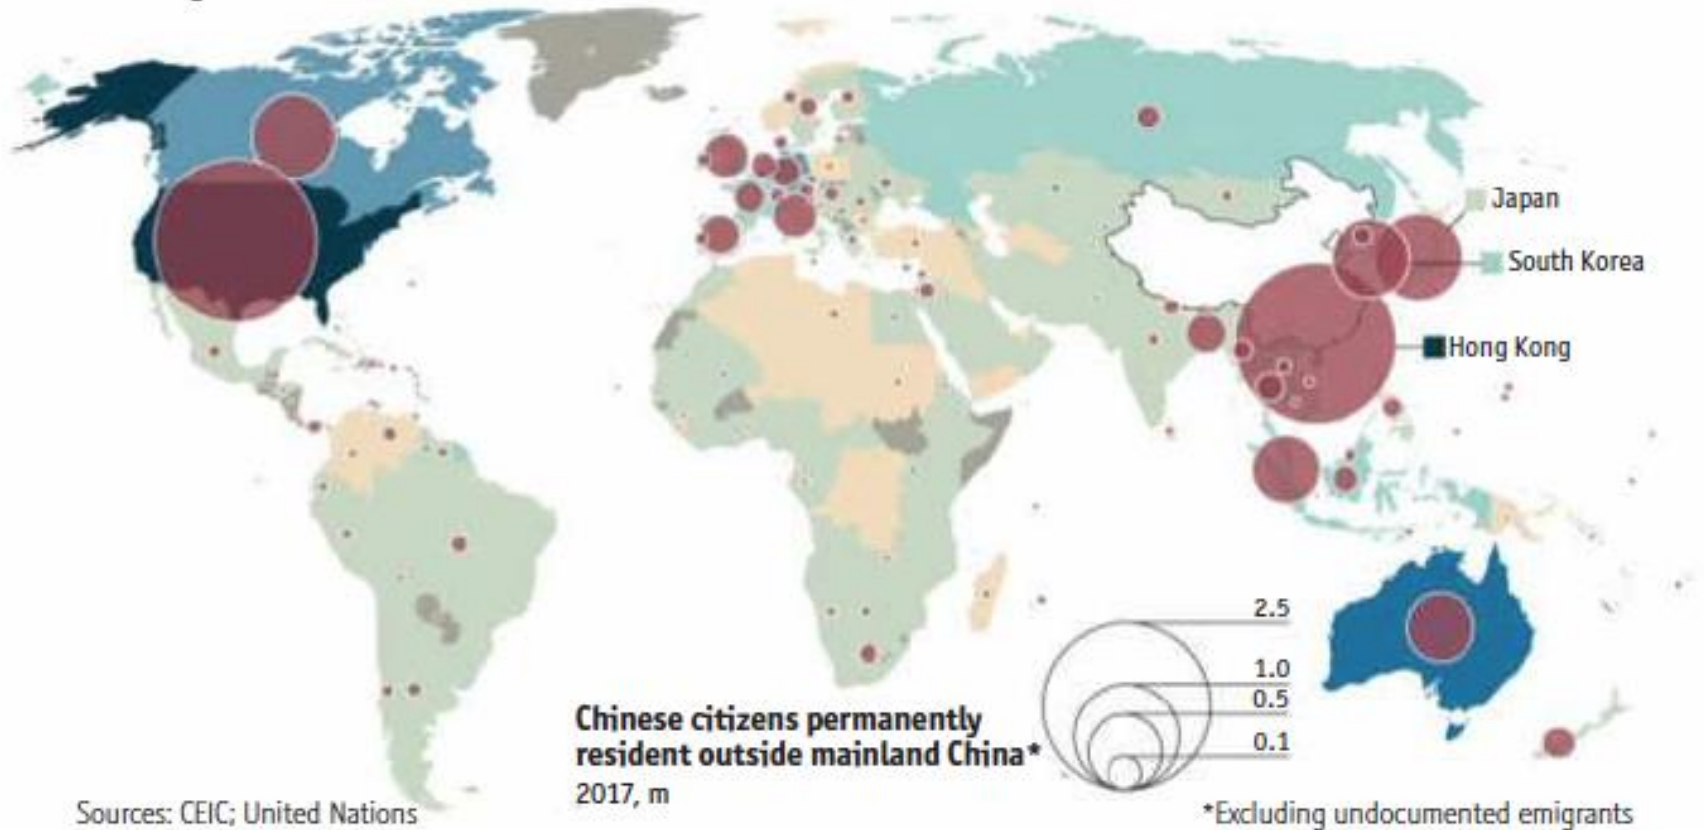 Japan
South Korea
Hong Kong
2.5
1.0
0.5
0.1
Chinese citizens permanently
resident outside mainland China*
2017, m
Sources: CEIC; United Nations
*Excluding undocumented emigrants